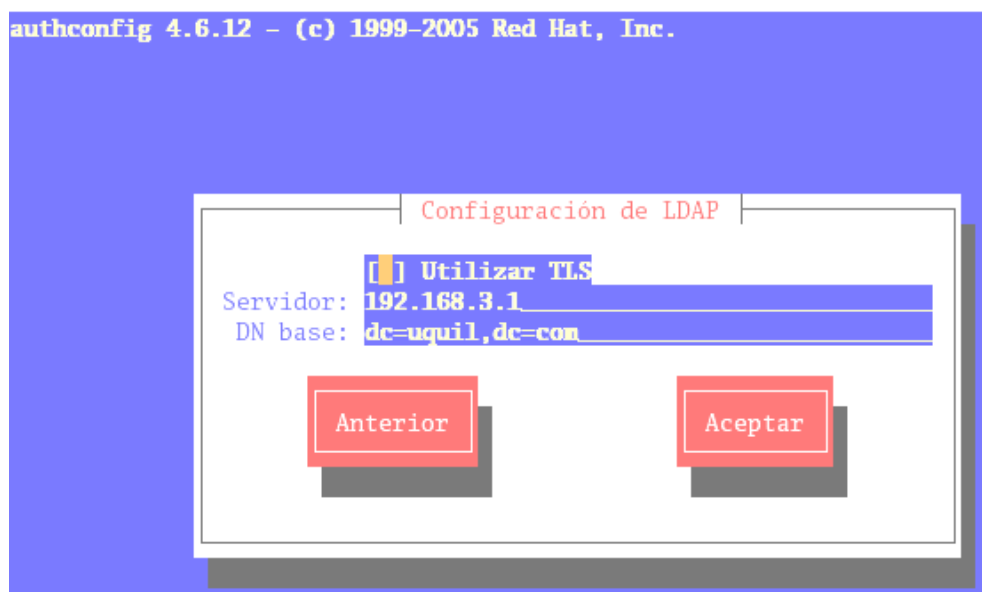 authconfig 4.6.12 - (c) 1999-2005 Red Hat, Inc.
Configuración de LDAP
[ ] Utilizar TLS
Servidor: 192.168.3.1
DN base: dc=uquil,dc=com
Anterior
Aceptar